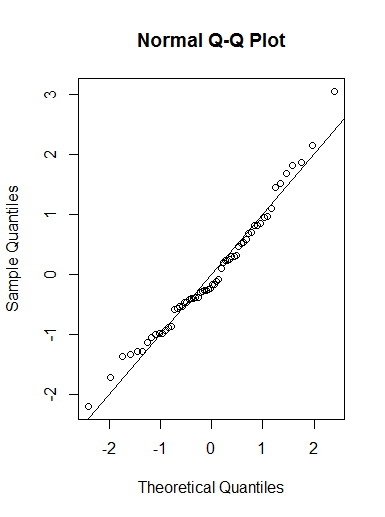 Normal Q-Q Plot
Sample Quantiles
3
2
1
0
-1
-2
-2 -1 0 1 2
Theoretical Quantiles